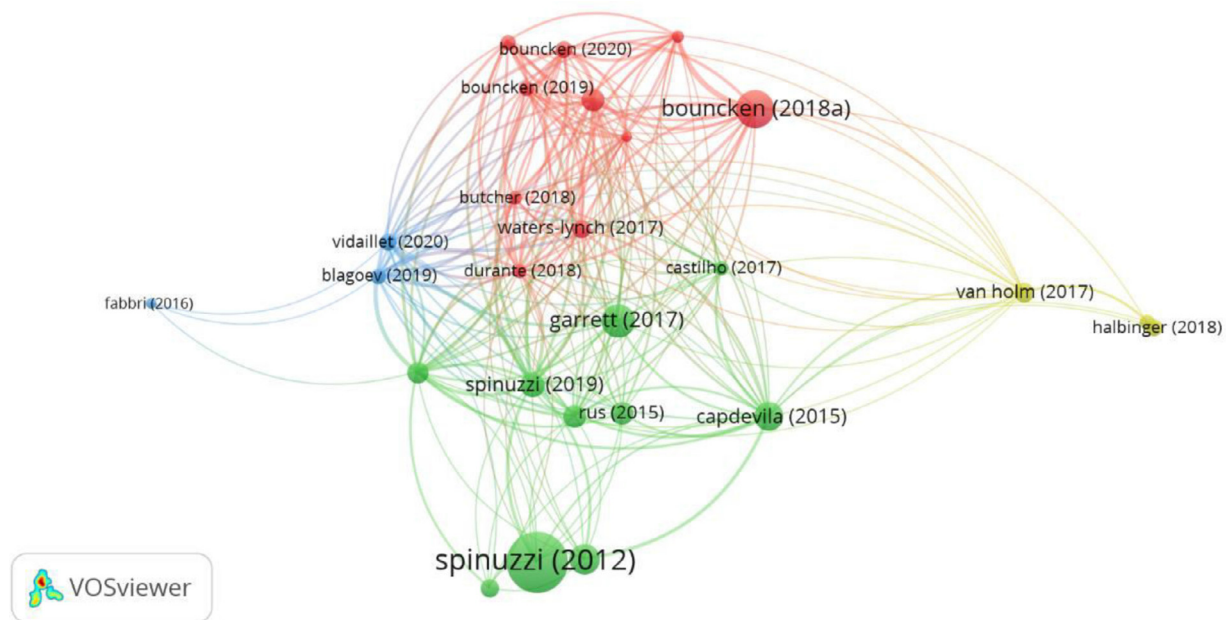 bouncken (2020)
bouncken (2019)
bouncken (2018a)
butcher (2018)
waters-lynch (2017)
vidaillet (2020)
blagoev (2019)
durante (2018)
castilho (2017)
fabbri (2016)
van holm (2017)
garrett (2017)
halbinger (2018)
spinuzzi (2019)
rus (2015)
capdevila (2015)
spinuzzi (2012)
VOSviewer